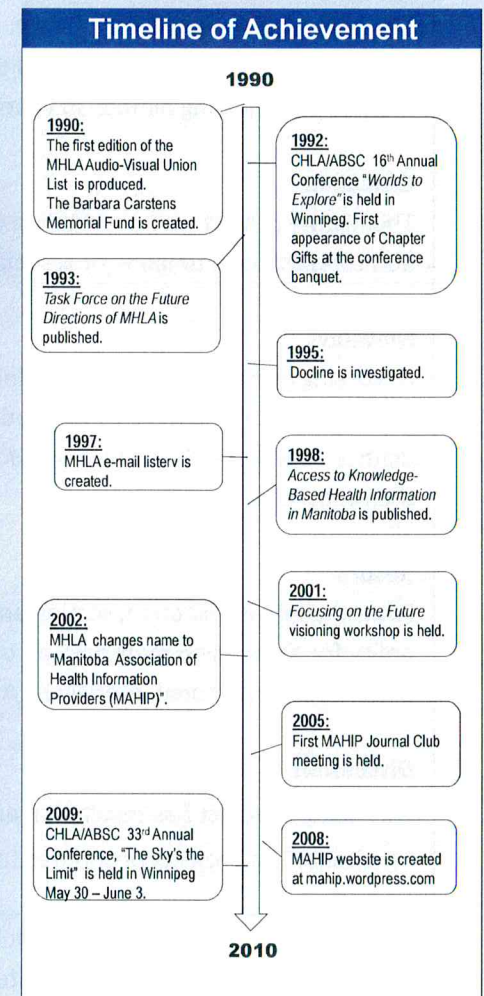 Timeline of Achievement
1990
1990:
The first edition of the
MHLA Audio-Visual Union
List is produced.
The Barbara Carstens
Memorial Fund is created.
1992:
CHLA/ABSC 16th Annual
Conference "Worlds to
Explore" is held in
Winnipeg. First
appearance of Chapter
Gifts at the conference
banquet.
1993:
Task Force on the Future
Directions of MHLA is
published.
1995:
Docline is investigated.
1997:
MHLA e-mail listerv is
created.
1998:
Access to Knowledge-
Based Health Information
in Manitoba is published.
2001:
Focusing on the Future
visioning workshop is held.
2002:
MHLA changes name to
"Manitoba Association of
Health Information
Providers (MAHIP)".
2005:
First MAHIP Journal Club
meeting is held.
2009:
CHLA/ABSC 33rd Annual
Conference, "The Sky's the
Limit" is held in Winnipeg
May 30 – June 3.
2008:
MAHIP website is created
at mahip.wordpress.com
2010